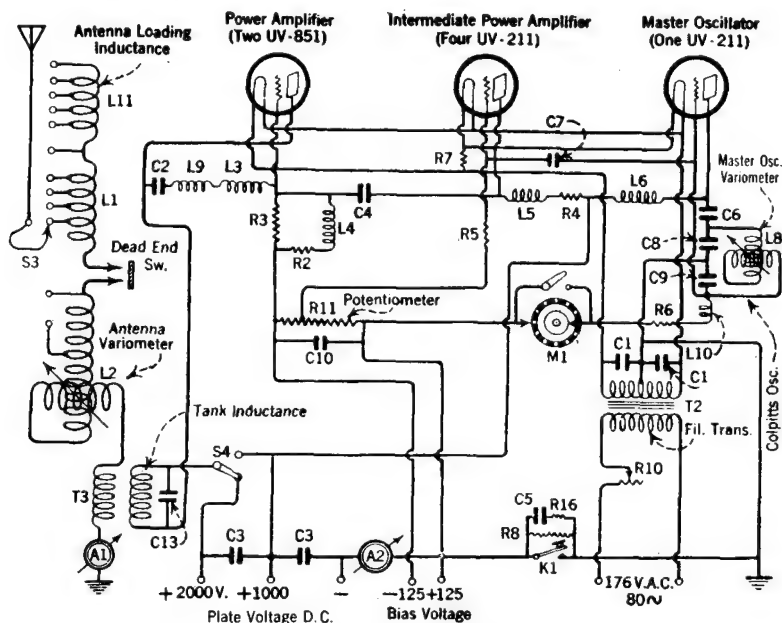 Power Amplifier
(Two UV-851)
Intermediate Power Amplifier
(Four UV-211)
Master Oscillator
(One UV-211)
Antenna Loading
Inductance
L11
C7
R7
C2
L9
L3
L6
Master Osc.
Variometer
L1
R3
L4
C4
L5
R4
C6
L8
R5
C8
S3
Dead End
Sw.
R2
C9
Potentiometer
R11
R6
Antenna
Variometer
C10
M1
L10
L2
C1
C1
T2
Colpitts Osc.
Tank Inductance
Fil. Trans.
S4
R10
T3
C5
R16
C13
C3
C3
R8
A1
A2
K1
+2000 V.
+1000
−
−125
+125
176 V.A.C.
80~
Plate Voltage D.C.
Bias Voltage